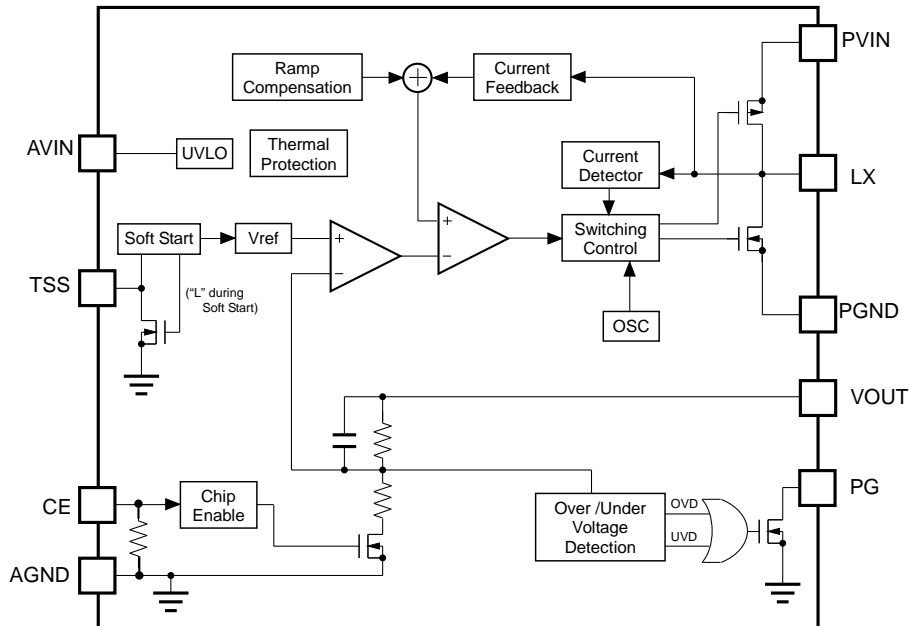 PVIN
Ramp
Compensation
+
Current
Feedback
AVIN
UVLO
Thermal
Protection
Current
Detector
LX
Soft Start
Vref
+
−
+
−
Switching
Control
TSS
("L" during
Soft Start)
OSC
PGND
VOUT
CE
Chip
Enable
Over /Under
Voltage
Detection
OVD
UVD
PG
AGND